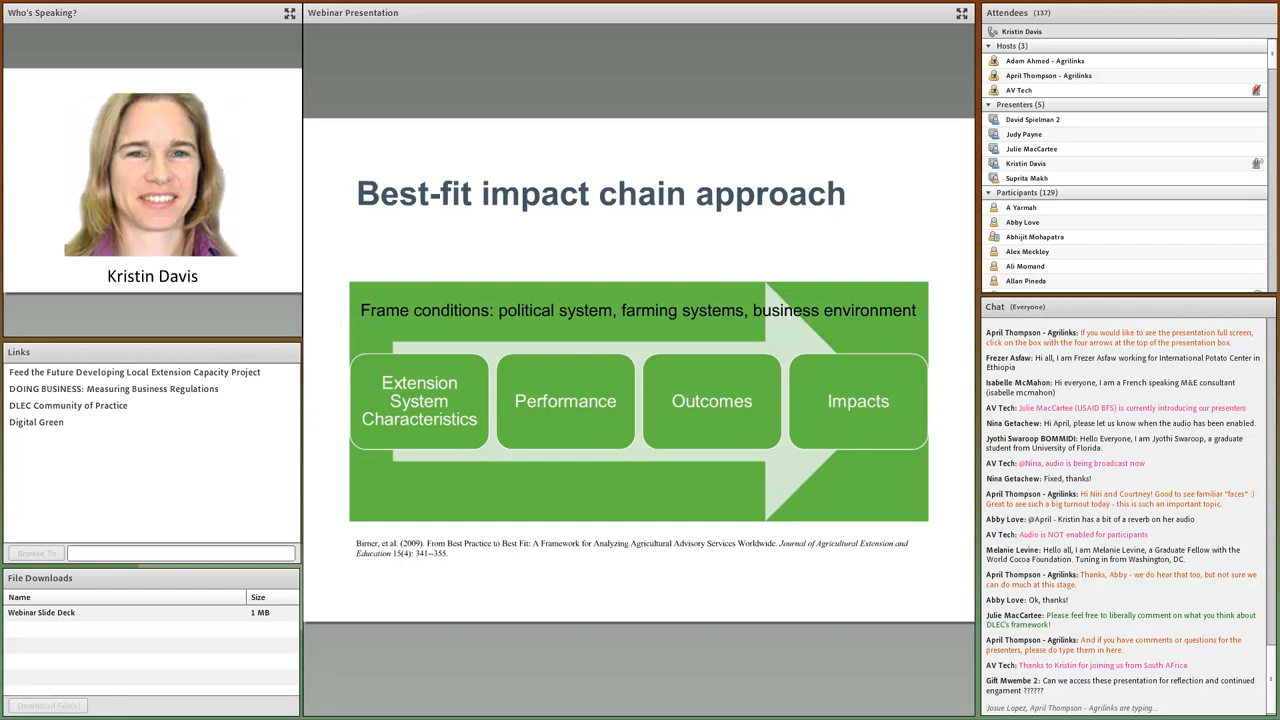 Who's Speaking?
Kristin Davis
Links
Feed the Future Developing Local Extension Capacity Project
DOING BUSINESS: Measuring Business Regulations
DLEC Community of Practice
Digital Green
Browse To
File Downloads
Name Size
Webinar Slide Deck 1 MB
Download File(s)
Webinar Presentation
Best-fit impact chain approach
Frame conditions: political system, farming systems, business environment
Extension
System
Characteristics
Performance
Outcomes
Impacts
Birner, et al. (2009). From Best Practice to Best Fit: A Framework for Analyzing Agricultural Advisory Services Worldwide. Journal of Agricultural Extension and
Education 15(4): 341--355.
Attendees (137)
Kristin Davis
Hosts (3)
Adam Ahmed - Agrilinks
April Thompson - Agrilinks
AV Tech
Presenters (5)
David Spielman 2
Judy Payne
Julie MacCartee
Kristin Davis
Suprita Makh
Participants (129)
A Yarmah
Abby Love
Abhijit Mohapatra
Alex Meckley
Ali Momand
Allan Pineda
Chat (Everyone)
April Thompson - Agrilinks: If you would like to see the presentation full screen,
click on the box with the four arrows at the top of the presentation box.
Frezer Asfaw: Hi all, I am Frezer Asfaw working for International Potato Center in
Ethiopia
Isabelle McMahon: Hi everyone, I am a French speaking M&E consultant
(isabelle mcmahon)
AV Tech: Julie MacCartee (USAID BFS) is currently introducing our presenters
Nina Getachew: Hi April, please let us know when the audio has been enabled.
Jyothi Swaroop BOMMIDI: Hello Everyone, I am Jyothi Swaroop, a graduate
student from University of Florida.
AV Tech: @Nina, audio is being broadcast now
Nina Getachew: Fixed, thanks!
April Thompson - Agrilinks: Hi Niri and Courtney! Good to see familiar "faces" :)
Great to see such a big turnout today - this is such an important topic.
Abby Love: @April - Kristin has a bit of a reverb on her audio
AV Tech: Audio is NOT enabled for participants
Melanie Levine: Hello all, I am Melanie Levine, a Graduate Fellow with the
World Cocoa Foundation. Tuning in from Washington, DC.
April Thompson - Agrilinks: Thanks, Abby - we do hear that too, but not sure we
can do much at this stage.
Abby Love: Ok, thanks!
Julie MacCartee: Please feel free to liberally comment on what you think about
DLEC's framework!
April Thompson - Agrilinks: And if you have comments or questions for the
presenters, please do type them in here.
AV Tech: Thanks to Kristin for joining us from South AFrica
Gift Mwembe 2: Can we access these presentation for reflection and continued
engament ??????
Josue Lopez, April Thompson - Agrilinks are typing...